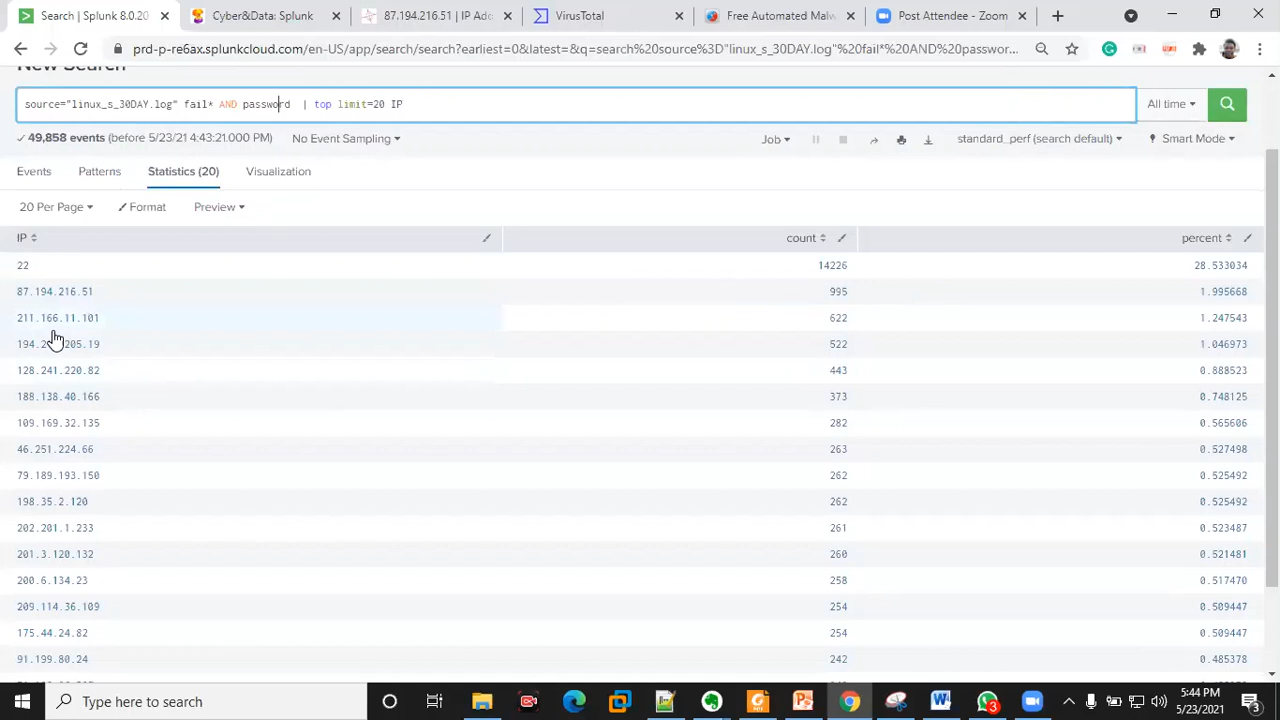 Search | Splunk 8.0.20
Cyber&Data: Splunk
87.194.216.51 | IP Ado
VirusTotal
Free Automated Malw
Post Attendee - Zoom
prd-p-re6ax.splunkcloud.com/en-US/app/search/search?earliest=0&latest=&q=search%20source%3D"linux_s_30DAY.log"%20fail*%20AND%20passwor...
New Search
source="linux_s_30DAY.log" fail* AND password | top limit=20 IP
All time
49,858 events (before 5/23/21 4:43:21.000 PM)
No Event Sampling
Job
standard_perf (search default)
Smart Mode
Events
Patterns
Statistics (20)
Visualization
20 Per Page
Format
Preview
IP count percent
22 14226 28.533034
87.194.216.51 995 1.995668
211.166.11.101 622 1.247543
194.2 205.19 522 1.046973
128.241.220.82 443 0.888523
188.138.40.166 373 0.748125
109.169.32.135 282 0.565606
46.251.224.66 263 0.527498
79.189.193.150 262 0.525492
198.35.2.120 262 0.525492
202.201.1.233 261 0.523487
201.3.120.132 260 0.521481
200.6.134.23 258 0.517470
209.114.36.109 254 0.509447
175.44.24.82 254 0.509447
91.199.80.24 242 0.485378
Type here to search
3
5:44 PM
5/23/2021
3